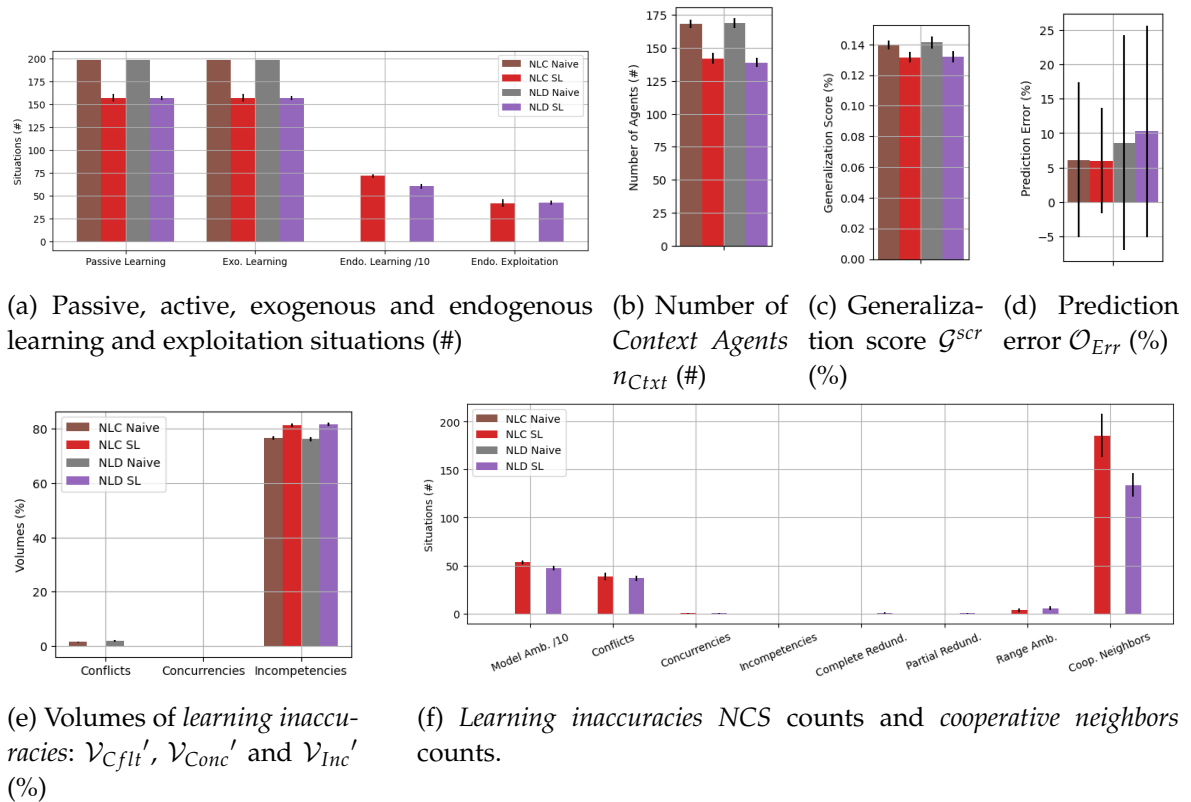 200
175
150
125
100
75
50
25
0
Situations (#)
NLC Naive
NLC SL
NLD Naive
NLD SL
Passive Learning
Exo. Learning
Endo. Learning /10
Endo. Exploitation
175
150
125
100
75
50
25
0
Number of Agents (#)
0.14
0.12
0.10
0.08
0.06
0.04
0.02
0.00
Generalization Score (%)
25
20
15
10
5
0
−5
Prediction Error (%)
(a) Passive, active, exogenous and endogenous
learning and exploitation situations (#)
(b) Number of
Context Agents
n_Ctxt (#)
(c) Generaliza-
tion score 𝒢^scr
(%)
(d) Prediction
error 𝒪_Err (%)
80
60
40
20
0
Volumes (%)
NLC Naive
NLC SL
NLD Naive
NLD SL
Conflicts
Concurrencies
Incompetencies
200
150
100
50
0
Situations (#)
NLC Naive
NLC SL
NLD Naive
NLD SL
Model Amb. /10
Conflicts
Concurrencies
Incompetencies
Complete Redund.
Partial Redund.
Range Amb.
Coop. Neighbors
(e) Volumes of learning inaccu-
racies: 𝒱_Cflt′, 𝒱_Conc′ and 𝒱_Inc′
(%)
(f) Learning inaccuracies NCS counts and cooperative neighbors
counts.